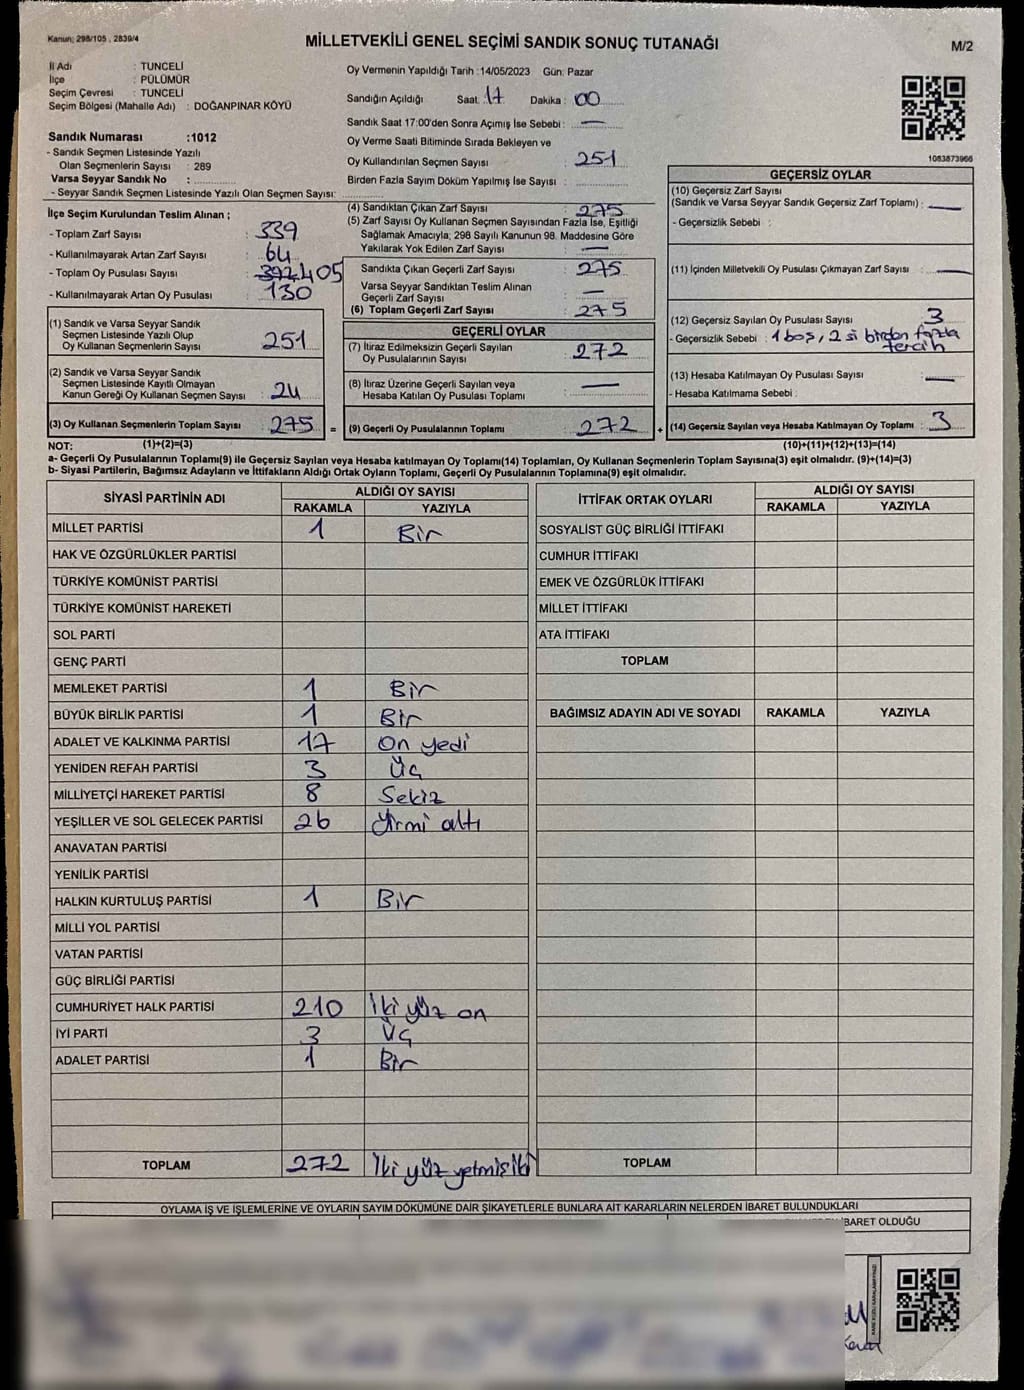 Kanun; 298/105 , 2839/4
MİLLETVEKİLİ GENEL SEÇİMİ SANDIK SONUÇ TUTANAĞI
M/2
İl Adı : TUNCELİ
İlçe : PÜLÜMÜR
Seçim Çevresi : TUNCELİ
Seçim Bölgesi (Mahalle Adı) : DOĞANPINAR KÖYÜ
Sandık Numarası :1012
- Sandık Seçmen Listesinde Yazılı
Olan Seçmenlerin Sayısı : 289
Varsa Seyyar Sandık No :
- Seyyar Sandık Seçmen Listesinde Yazılı Olan Seçmen Sayısı:
İlçe Seçim Kurulundan Teslim Alınan ;
- Toplam Zarf Sayısı : 339
- Kullanılmayarak Artan Zarf Sayısı : 64
- Toplam Oy Pusulası Sayısı : 392 405
- Kullanılmayarak Artan Oy Pusulası : 130
(1) Sandık ve Varsa Seyyar Sandık
Seçmen Listesinde Yazılı Olup
Oy Kullanan Seçmenlerin Sayısı 251
(2) Sandık ve Varsa Seyyar Sandık
Seçmen Listesinde Kayıtlı Olmayan
Kanun Gereği Oy Kullanan Seçmen Sayısı : 24
(3) Oy Kullanan Seçmenlerin Toplam Sayısı : 275 =
Oy Vermenin Yapıldığı Tarih :14/05/2023 Gün: Pazar
Sandığın Açıldığı Saat: 17 Dakika : 00
Sandık Saat 17:00'den Sonra Açımış İse Sebebi : —
Oy Verme Saati Bitiminde Sırada Bekleyen ve
Oy Kullandırılan Seçmen Sayısı : 251
Birden Fazla Sayım Döküm Yapılmış İse Sayısı :
(4) Sandıktan Çıkan Zarf Sayısı : 275
(5) Zarf Sayısı Oy Kullanan Seçmen Sayısından Fazla İse, Eşitliği
Sağlamak Amacıyla, 298 Sayılı Kanunun 98. Maddesine Göre
Yakılarak Yok Edilen Zarf Sayısı : —
Sandıkta Çıkan Geçerli Zarf Sayısı : 275
Varsa Seyyar Sandıktan Teslim Alınan
Geçerli Zarf Sayısı : —
(6) Toplam Geçerli Zarf Sayısı : 275
GEÇERLİ OYLAR
(7) İtiraz Edilmeksizin Geçerli Sayılan
Oy Pusulalarının Sayısı : 272
(8) İtiraz Üzerine Geçerli Sayılan veya
Hesaba Katılan Oy Pusulası Toplamı : —
(9) Geçerli Oy Pusulalarının Toplamı : 272 +
1083873966
GEÇERSİZ OYLAR
(10) Geçersiz Zarf Sayısı
(Sandık ve Varsa Seyyar Sandık Geçersiz Zarf Toplamı) : —
- Geçersizlik Sebebi :
(11) İçinden Milletvekili Oy Pusulası Çıkmayan Zarf Sayısı : —
(12) Geçersiz Sayılan Oy Pusulası Sayısı : 3
- Geçersizlik Sebebi : 1 boş, 2 si birden fazla
tercih
(13) Hesaba Katılmayan Oy Pusulası Sayısı : —
- Hesaba Katılmama Sebebi :
(14) Geçersiz Sayılan veya Hesaba Katılmayan Oy Toplamı : 3
NOT: (1)+(2)=(3) (10)+(11)+(12)+(13)=(14)
a- Geçerli Oy Pusulalarının Toplamı(9) ile Geçersiz Sayılan veya Hesaba katılmayan Oy Toplamı(14) Toplamları, Oy Kullanan Seçmenlerin Toplam Sayısına(3) eşit olmalıdır. (9)+(14)=(3)
b- Siyasi Partilerin, Bağımsız Adayların ve İttifakların Aldığı Ortak Oyların Toplamı, Geçerli Oy Pusulalarının Toplamına(9) eşit olmalıdır.
SİYASİ PARTİNİN ADI ALDIĞI OY SAYISI
RAKAMLA YAZIYLA
MİLLET PARTİSİ 1 Bir
HAK VE ÖZGÜRLÜKLER PARTİSİ
TÜRKİYE KOMÜNİST PARTİSİ
TÜRKİYE KOMÜNİST HAREKETİ
SOL PARTİ
GENÇ PARTİ
MEMLEKET PARTİSİ 1 Bir
BÜYÜK BİRLİK PARTİSİ 1 Bir
ADALET VE KALKINMA PARTİSİ 17 On yedi
YENİDEN REFAH PARTİSİ 3 Üç
MİLLİYETÇİ HAREKET PARTİSİ 8 Sekiz
YEŞİLLER VE SOL GELECEK PARTİSİ 26 Yirmi altı
ANAVATAN PARTİSİ
YENİLİK PARTİSİ
HALKIN KURTULUŞ PARTİSİ 1 Bir
MİLLİ YOL PARTİSİ
VATAN PARTİSİ
GÜÇ BİRLİĞİ PARTİSİ
CUMHURİYET HALK PARTİSİ 210 İki yüz on
İYİ PARTİ 3 Üç
ADALET PARTİSİ 1 Bir
TOPLAM 272 İki yüz yetmiş iki
İTTİFAK ORTAK OYLARI ALDIĞI OY SAYISI
RAKAMLA YAZIYLA
SOSYALİST GÜÇ BİRLİĞİ İTTİFAKI
CUMHUR İTTİFAKI
EMEK VE ÖZGÜRLÜK İTTİFAKI
MİLLET İTTİFAKI
ATA İTTİFAKI
TOPLAM
BAĞIMSIZ ADAYIN ADI VE SOYADI RAKAMLA YAZIYLA
TOPLAM
OYLAMA İŞ VE İŞLEMLERİNE VE OYLARIN SAYIM DÖKÜMÜNE DAİR ŞİKAYETLERLE BUNLARA AİT KARARLARIN NELERDEN İBARET BULUNDUKLARI
İBARET OLDUĞU